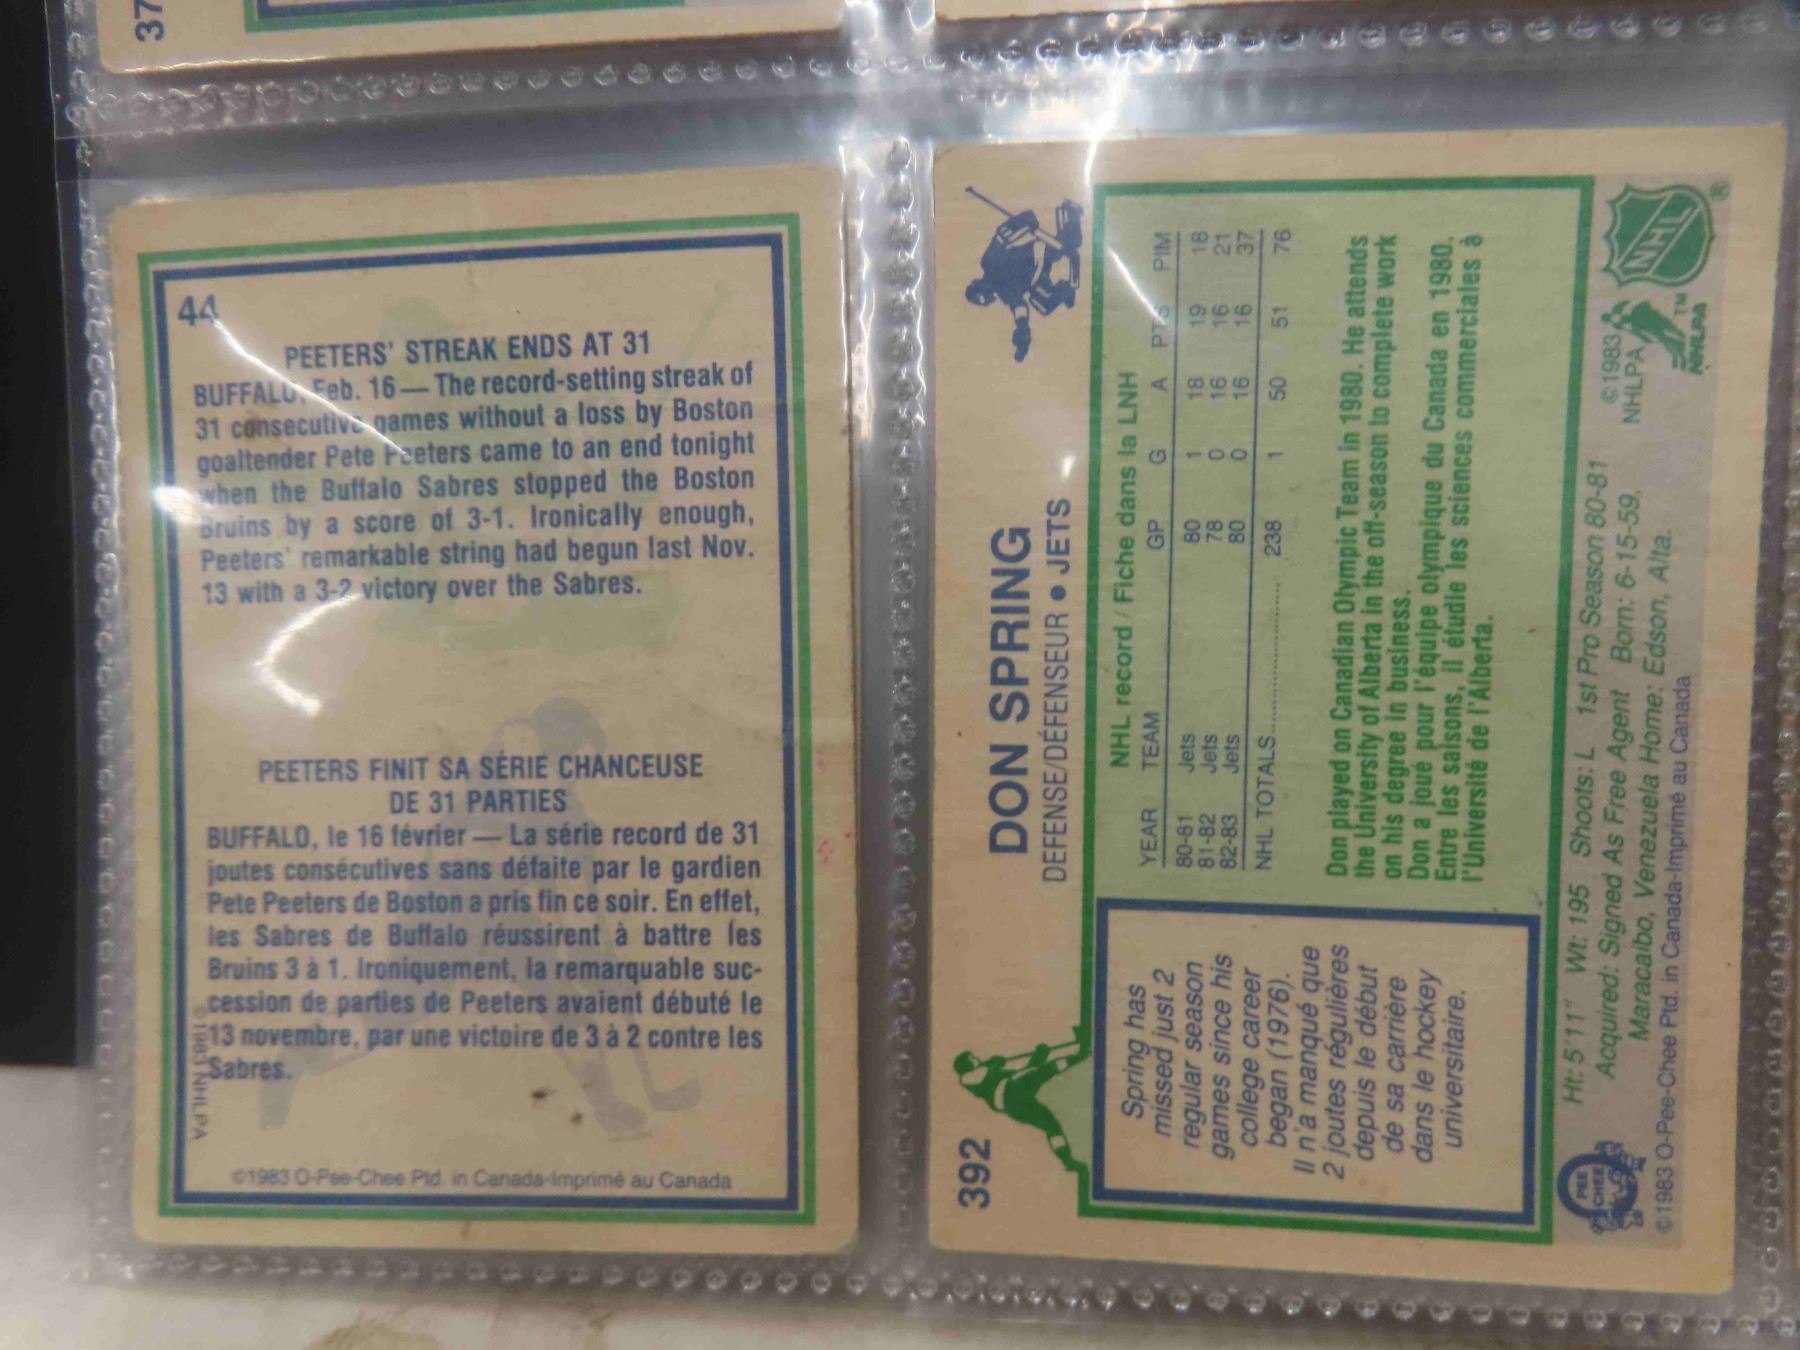 37
44
PEETERS' STREAK ENDS AT 31
BUFFALO, Feb. 16 — The record-setting streak of
31 consecutive games without a loss by Boston
goaltender Pete Peeters came to an end tonight
when the Buffalo Sabres stopped the Boston
Bruins by a score of 3-1. Ironically enough,
Peeters' remarkable string had begun last Nov.
13 with a 3-2 victory over the Sabres.
PEETERS FINIT SA SÉRIE CHANCEUSE
DE 31 PARTIES
BUFFALO, le 16 février — La série record de 31
joutes consécutives sans défaite par le gardien
Pete Peeters de Boston a pris fin ce soir. En effet,
les Sabres de Buffalo réussirent à battre les
Bruins 3 à 1. Ironiquement, la remarquable suc-
cession de parties de Peeters avaient débuté le
13 novembre, par une victoire de 3 à 2 contre les
Sabres.
©1983 NHLPA
©1983 O-Pee-Chee Ptd. in Canada-Imprimé au Canada
392
DON SPRING
DEFENSE/DÉFENSEUR • JETS
NHL record / Fiche dans la LNH
YEAR TEAM GP G A PTS PIM
80-81 Jets 80 1 18 19 18
81-82 Jets 78 0 16 16 21
82-83 Jets 80 0 16 16 37
NHL TOTALS 238 1 50 51 76
Don played on Canadian Olympic Team in 1980. He attends
the University of Alberta in the off-season to complete work
on his degree in business.
Don a joué pour l'équipe olympique du Canada en 1980.
Entre les saisons, il étudie les sciences commerciales à
l'Université de l'Alberta.
Spring has
missed just 2
regular season
games since his
college career
began (1976).
Il n'a manqué que
2 joutes régulières
depuis le début
de sa carrière
dans le hockey
universitaire.
Ht: 5'11" Wt: 195 Shoots: L 1st Pro Season 80-81
Acquired: Signed As Free Agent Born: 6-15-59,
Maracaibo, Venezuela Home: Edson, Alta.
©1983 O-Pee-Chee Ptd. in Canada-Imprimé au Canada
O PEE CHEE
©1983
NHLPA
NHLPA TM
NHL ®